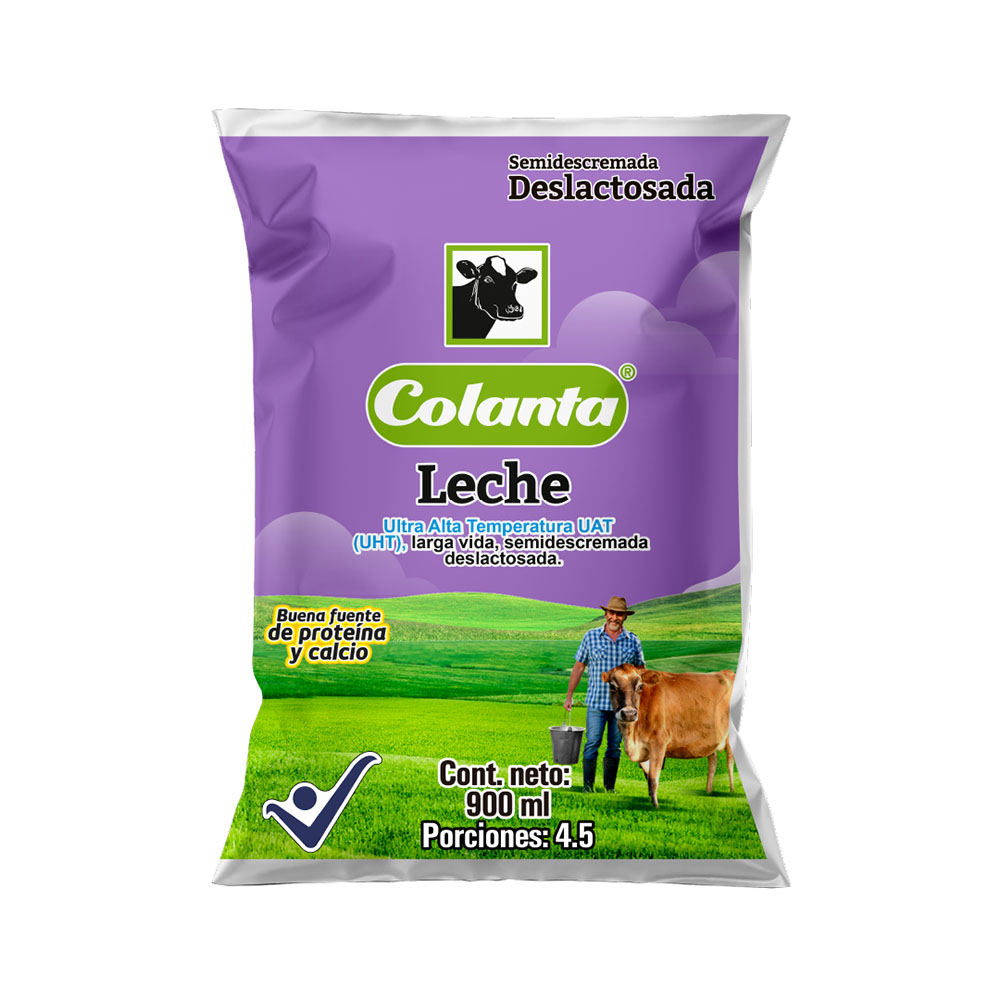 Semidescremada
Deslactosada
Colanta®
Leche
Ultra Alta Temperatura UAT
(UHT), larga vida, semidescremada
deslactosada.
Buena fuente
de proteína
y calcio
Cont. neto:
900 ml
Porciones: 4.5